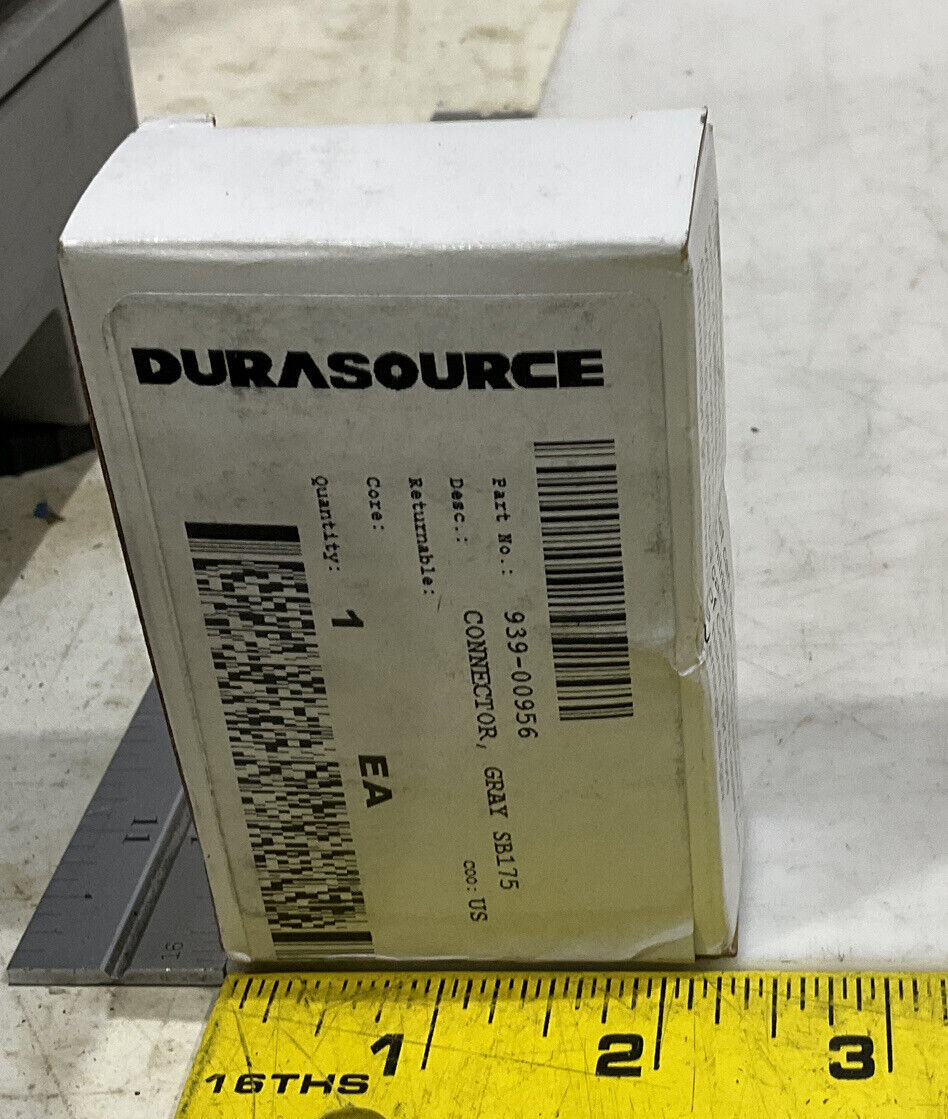 DURASOURCE
Part No.: 939-00956
Desc.: CONNECTOR, GRAY SB175
Returnable:
Core:
COO: US
Quantity: 1 EA
11
16THS 1 2 3